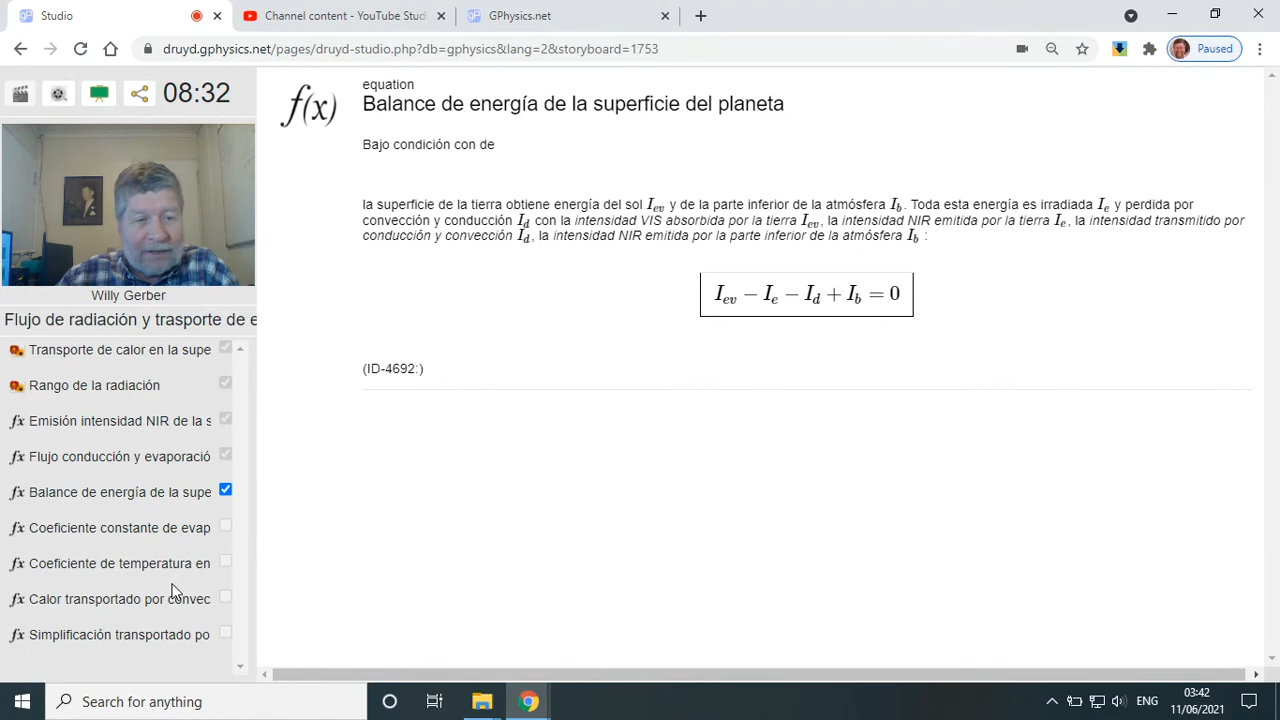 Studio
Channel content - YouTube Stud
GPhysics.net
druyd.gphysics.net/pages/druyd-studio.php?db=gphysics&lang=2&storyboard=1753
Paused
08:32
Willy Gerber
Flujo de radiación y trasporte de e
Transporte de calor en la supe
Rango de la radiación
fx Emisión intensidad NIR de la s
fx Flujo conducción y evaporació
fx Balance de energía de la supe
fx Coeficiente constante de evap
fx Coeficiente de temperatura en
fx Calor transportado por convec
fx Simplificación transportado po
f(x)
equation
Balance de energía de la superficie del planeta
Bajo condición con de
la superficie de la tierra obtiene energía del sol I_ev y de la parte inferior de la atmósfera I_b. Toda esta energía es irradiada I_e y perdida por
convección y conducción I_d con la intensidad VIS absorbida por la tierra I_ev, la intensidad NIR emitida por la tierra I_e, la intensidad transmitido por
conducción y convección I_d, la intensidad NIR emitida por la parte inferior de la atmósfera I_b :
I_ev − I_e − I_d + I_b = 0
(ID-4692:)
Search for anything
ENG
03:42
11/06/2021